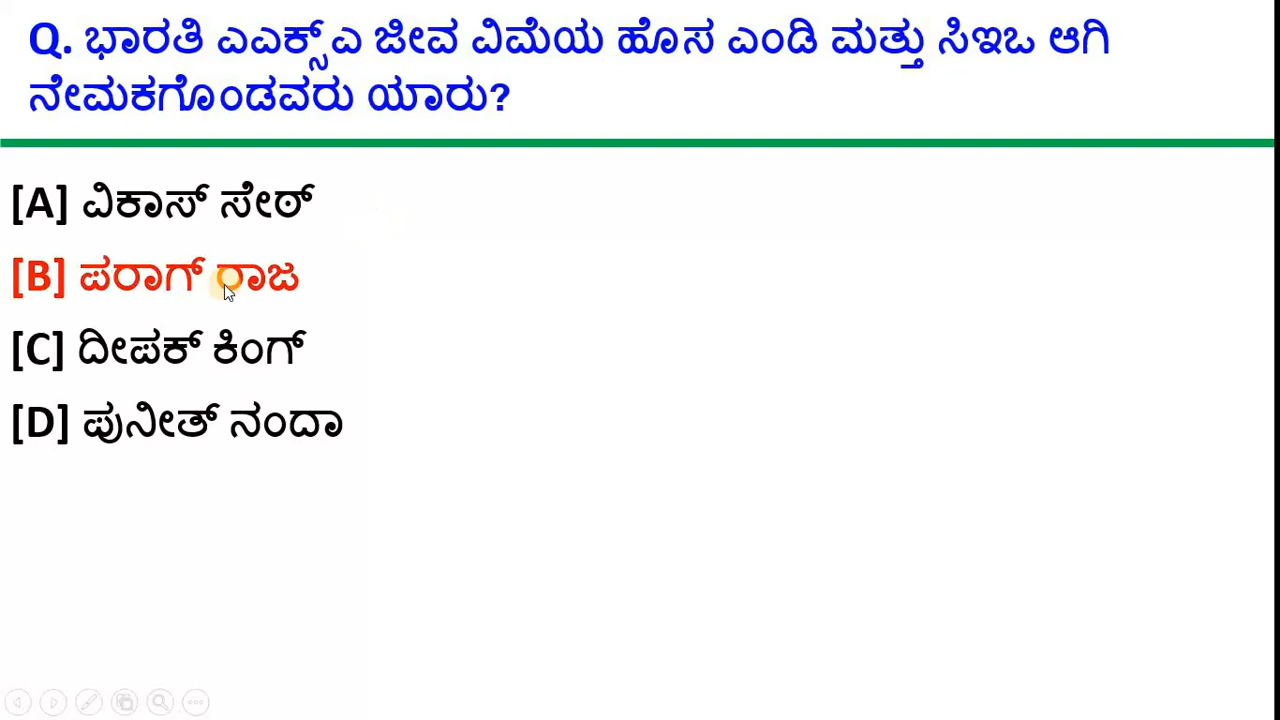 Q. ಭಾರತಿ ಎಎಕ್ಸ್ಎ ಜೀವ ವಿಮೆಯ ಹೊಸ ಎಂಡಿ ಮತ್ತು ಸಿಇಒ ಆಗಿ
ನೇಮಕಗೊಂಡವರು ಯಾರು?
[A] ವಿಕಾಸ್ ಸೇಠ್
[B] ಪರಾಗ್ ರಾಜ
[C] ದೀಪಕ್ ಕಿಂಗ್
[D] ಪುನೀತ್ ನಂದಾ